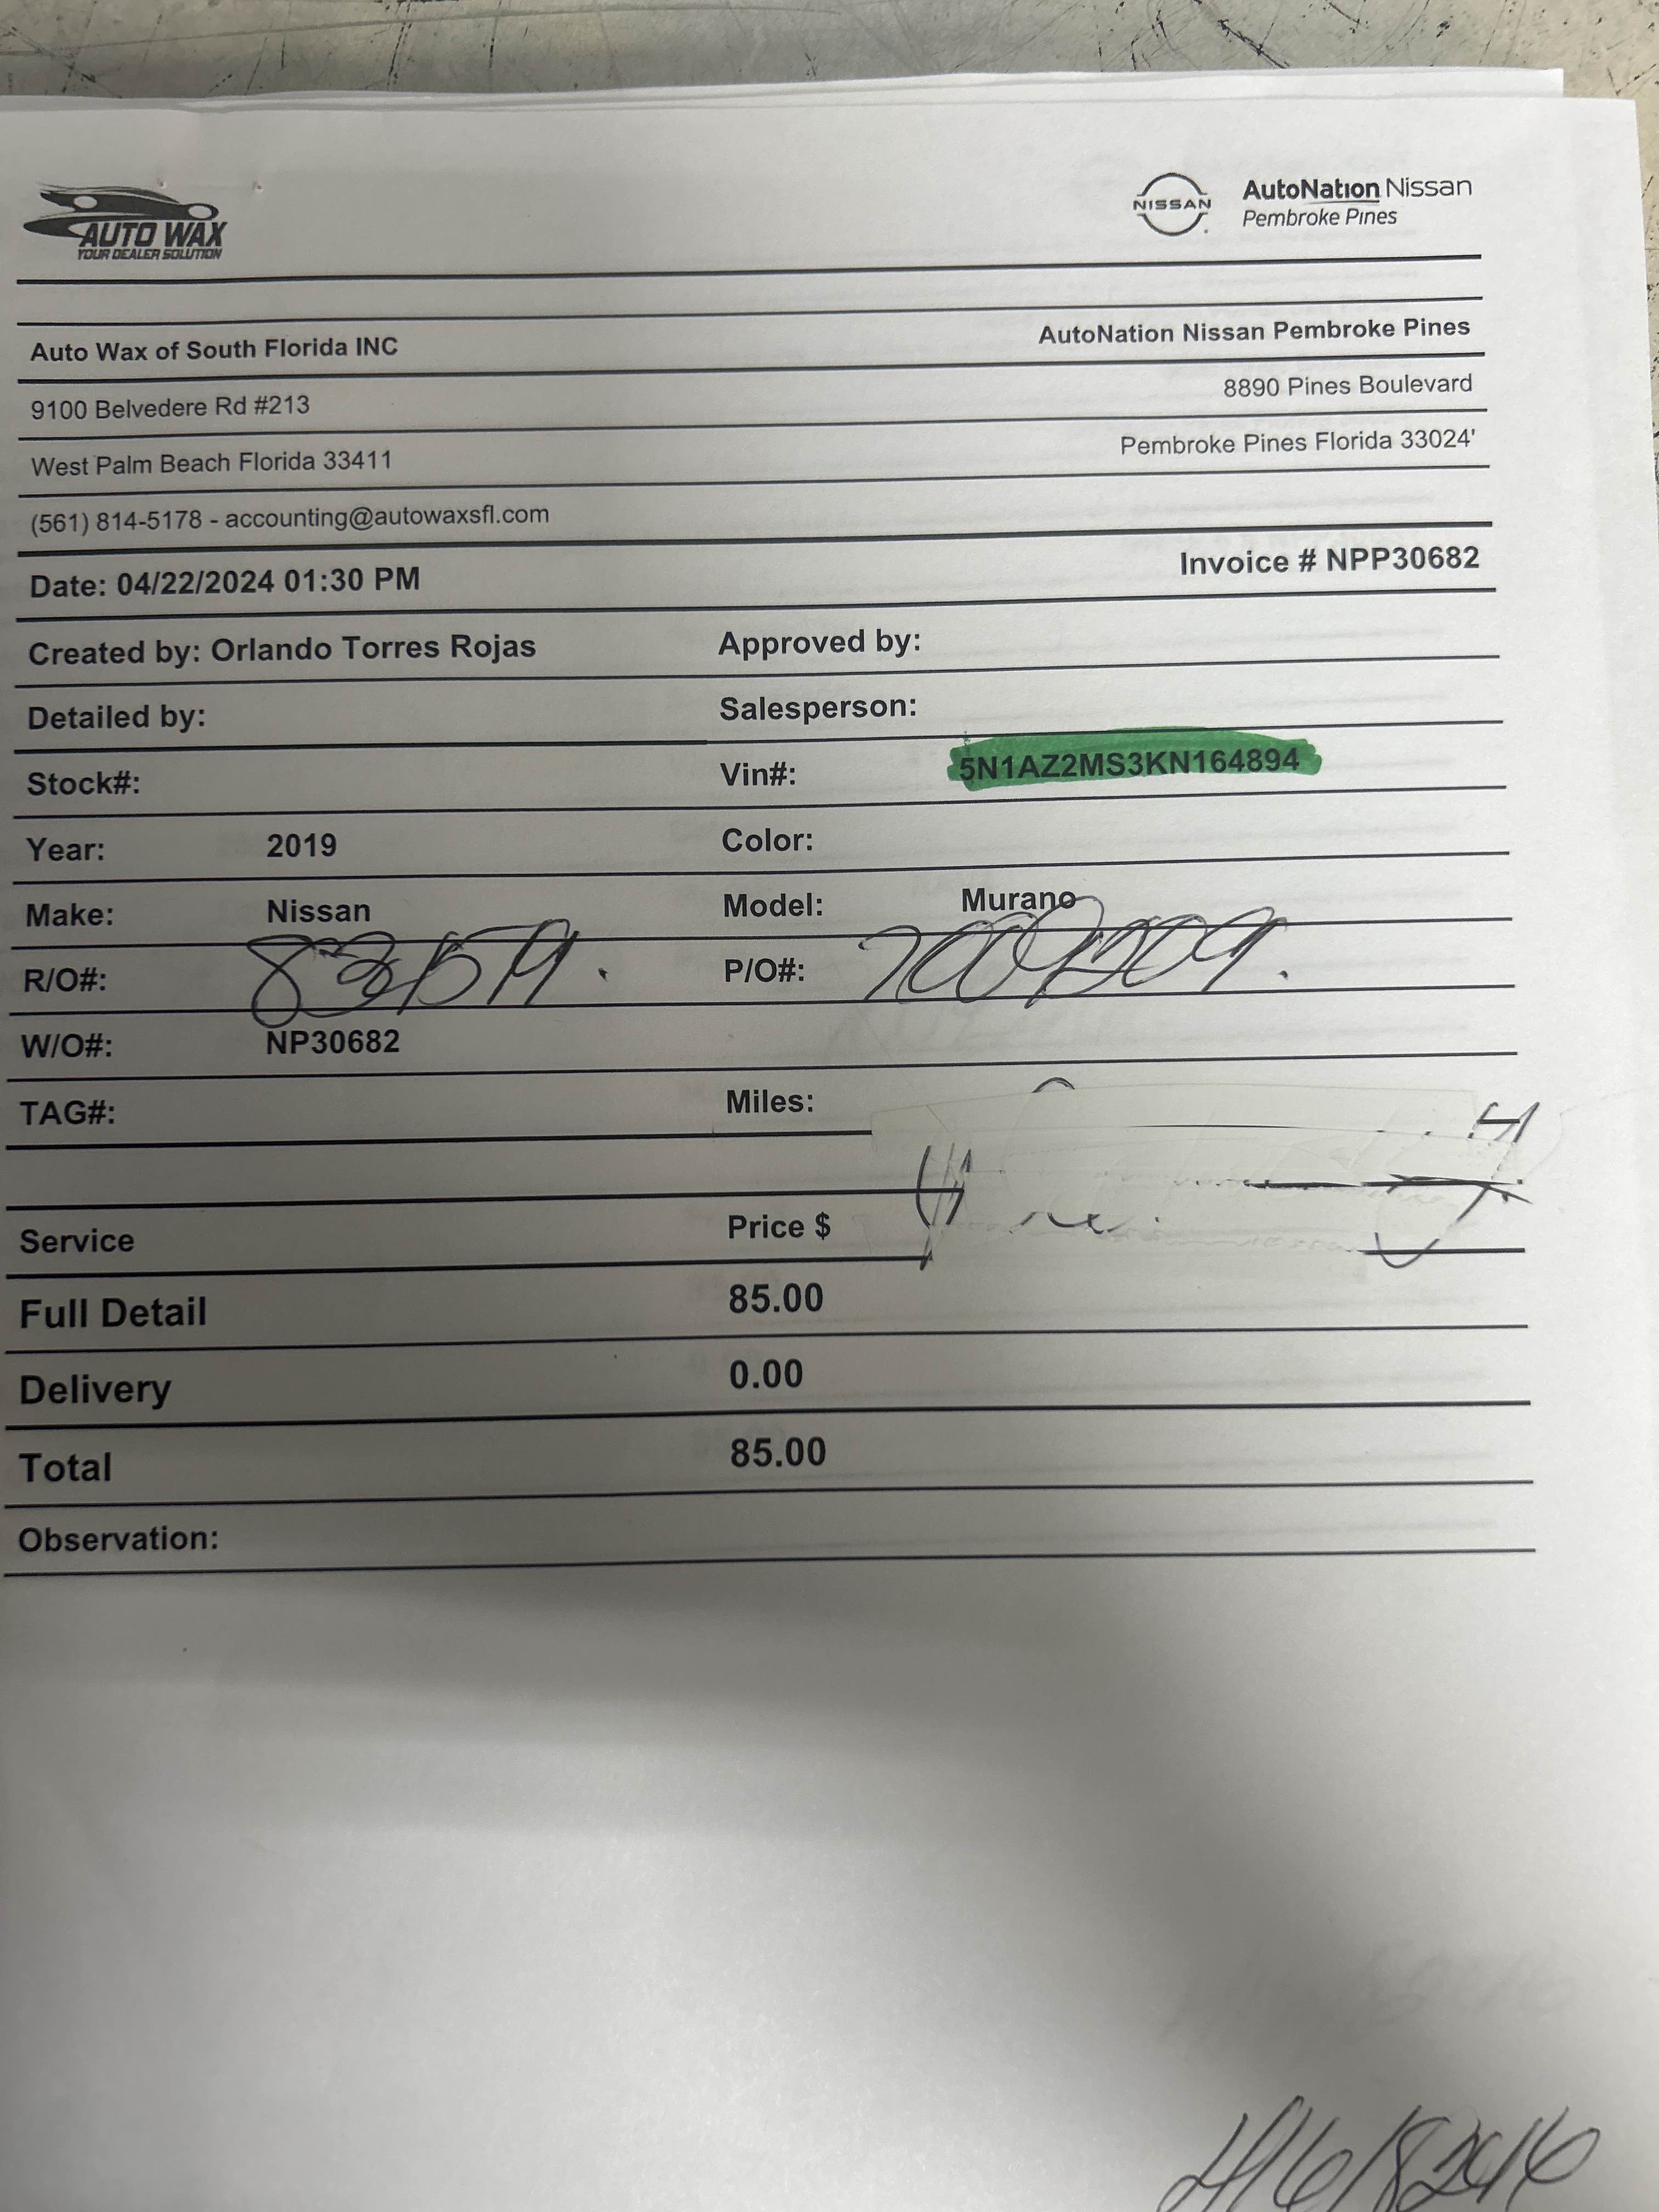 AUTO WAX
YOUR DEALER SOLUTION
NISSAN
AutoNation Nissan
Pembroke Pines
Auto Wax of South Florida INC
AutoNation Nissan Pembroke Pines
9100 Belvedere Rd #213
8890 Pines Boulevard
West Palm Beach Florida 33411
Pembroke Pines Florida 33024'
(561) 814-5178 - accounting@autowaxsfl.com
Date: 04/22/2024 01:30 PM
Invoice # NPP30682
Created by: Orlando Torres Rojas
Approved by:
Detailed by:
Salesperson:
Stock#:
Vin#: 5N1AZ2MS3KN164894
Year: 2019
Color:
Make: Nissan
Model: Murano
R/O#:
P/O#:
W/O#: NP30682
TAG#:
Miles:
Service Price $
Full Detail 85.00
Delivery 0.00
Total 85.00
Observation: